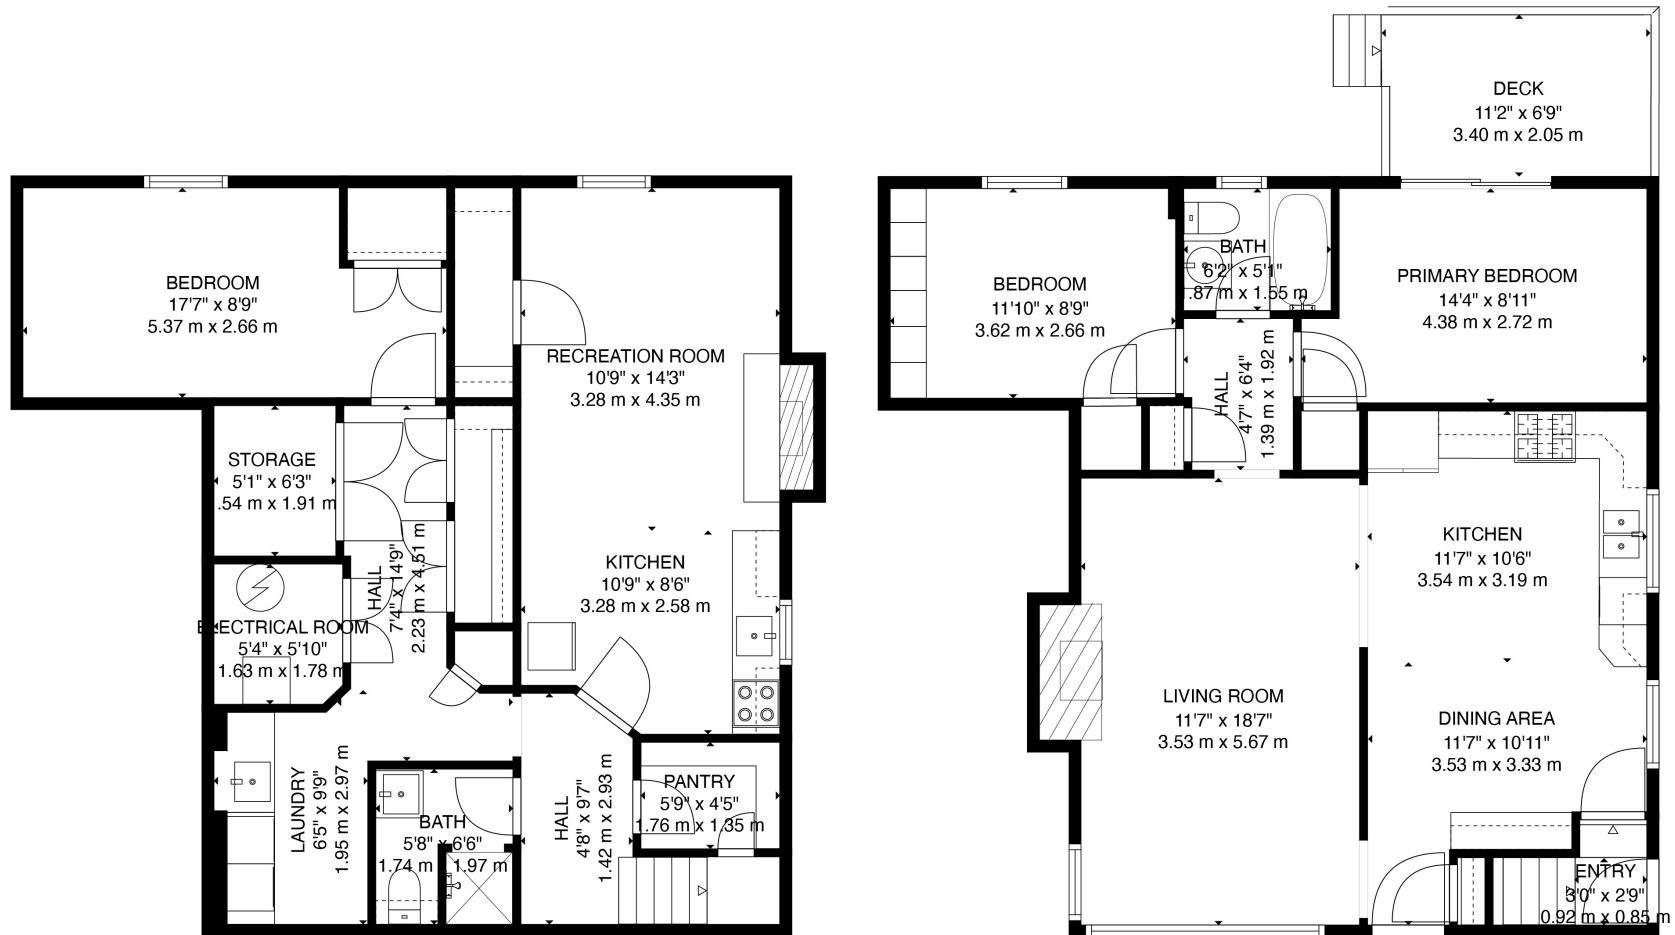 DECK
11'2" x 6'9"
3.40 m x 2.05 m
BEDROOM
17'7" x 8'9"
5.37 m x 2.66 m
RECREATION ROOM
10'9" x 14'3"
3.28 m x 4.35 m
STORAGE
5'1" x 6'3"
.54 m x 1.91 m
HALL
7'4" x 14'9"
2.23 m x 4.51 m
KITCHEN
10'9" x 8'6"
3.28 m x 2.58 m
ELECTRICAL ROOM
5'4" x 5'10"
1.63 m x 1.78 m
LAUNDRY
6'5" x 9'9"
1.95 m x 2.97 m
BATH
5'8" x 6'6"
1.74 m x 1.97 m
HALL
4'8" x 9'7"
1.42 m x 2.93 m
PANTRY
5'9" x 4'5"
1.76 m x 1.35 m
BEDROOM
11'10" x 8'9"
3.62 m x 2.66 m
BATH
6'2" x 5'1"
.87 m x 1.55 m
PRIMARY BEDROOM
14'4" x 8'11"
4.38 m x 2.72 m
HALL
4'7" x 6'4"
1.39 m x 1.92 m
KITCHEN
11'7" x 10'6"
3.54 m x 3.19 m
LIVING ROOM
11'7" x 18'7"
3.53 m x 5.67 m
DINING AREA
11'7" x 10'11"
3.53 m x 3.33 m
ENTRY
3'0" x 2'9"
0.92 m x 0.85 m